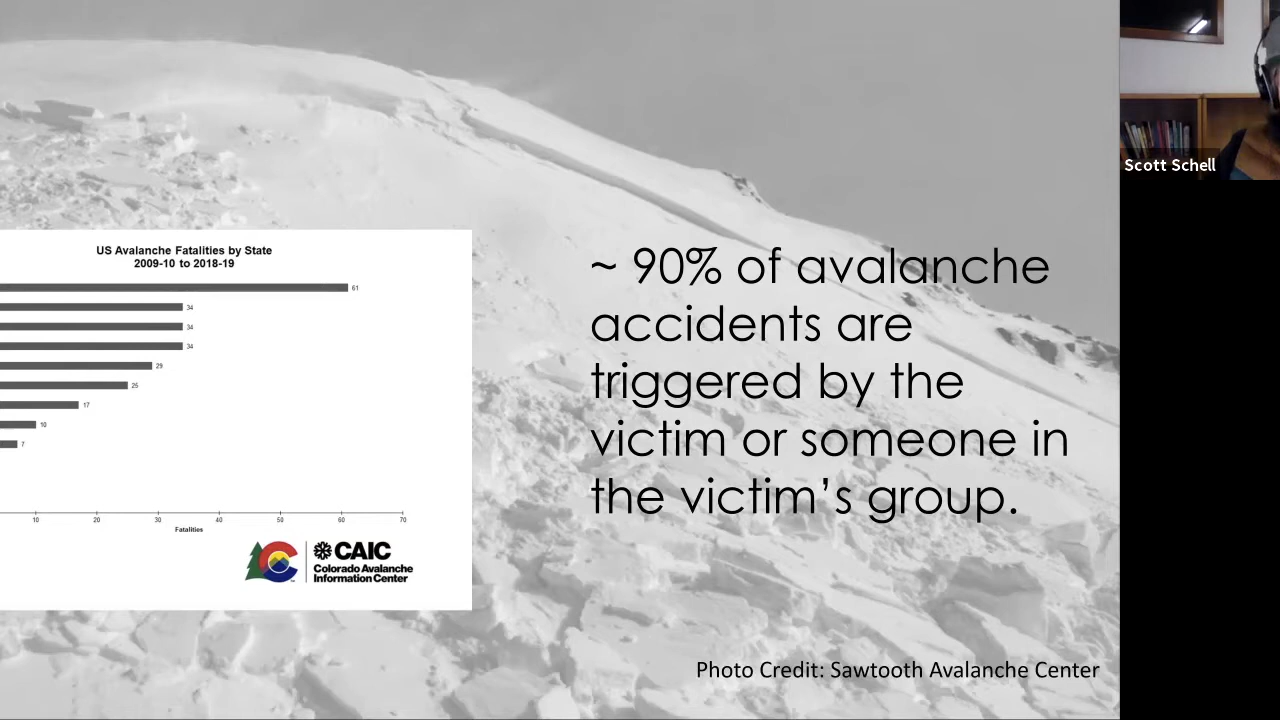 US Avalanche Fatalities by State
2009-10 to 2018-19
61
34
34
34
29
25
17
10
7
10 20 30 40 50 60 70
Fatalities
CAIC
Colorado Avalanche
Information Center
~ 90% of avalanche
accidents are
triggered by the
victim or someone in
the victim’s group.
Photo Credit: Sawtooth Avalanche Center
Scott Schell